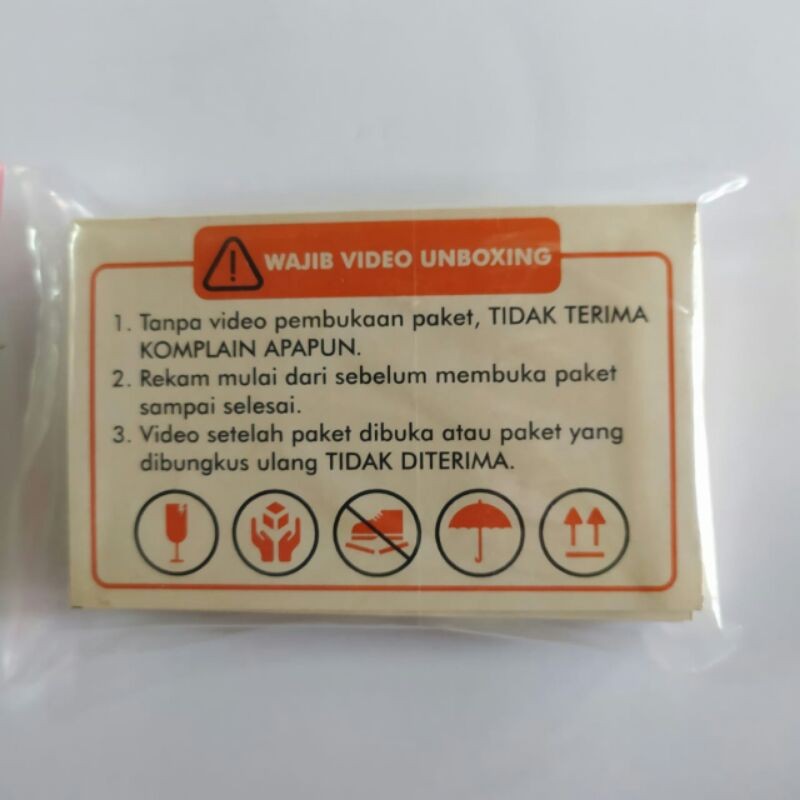 WAJIB VIDEO UNBOXING
1. Tanpa video pembukaan paket, TIDAK TERIMA
KOMPLAIN APAPUN.
2. Rekam mulai dari sebelum membuka paket
sampai selesai.
3. Video setelah paket dibuka atau paket yang
dibungkus ulang TIDAK DITERIMA.